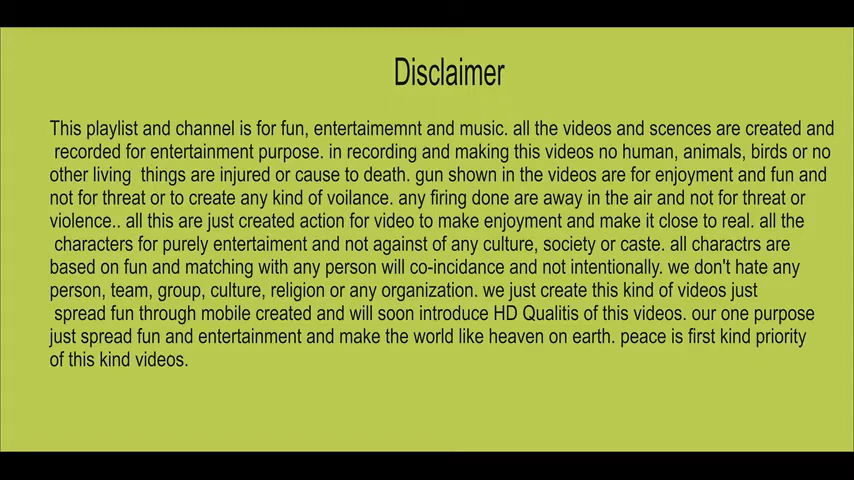 Disclaimer
This playlist and channel is for fun, entertaimemnt and music. all the videos and scences are created and
recorded for entertainment purpose. in recording and making this videos no human, animals, birds or no
other living things are injured or cause to death. gun shown in the videos are for enjoyment and fun and
not for threat or to create any kind of voilance. any firing done are away in the air and not for threat or
violence.. all this are just created action for video to make enjoyment and make it close to real. all the
characters for purely entertaiment and not against of any culture, society or caste. all charactrs are
based on fun and matching with any person will co-incidance and not intentionally. we don't hate any
person, team, group, culture, religion or any organization. we just create this kind of videos just
spread fun through mobile created and will soon introduce HD Qualitis of this videos. our one purpose
just spread fun and entertainment and make the world like heaven on earth. peace is first kind priority
of this kind videos.